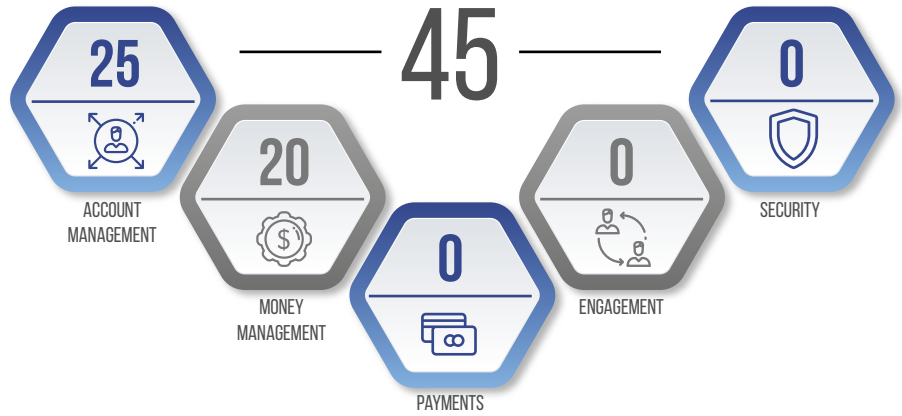 45
25
ACCOUNT
MANAGEMENT
20
$
MONEY
MANAGEMENT
0
PAYMENTS
0
ENGAGEMENT
0
SECURITY